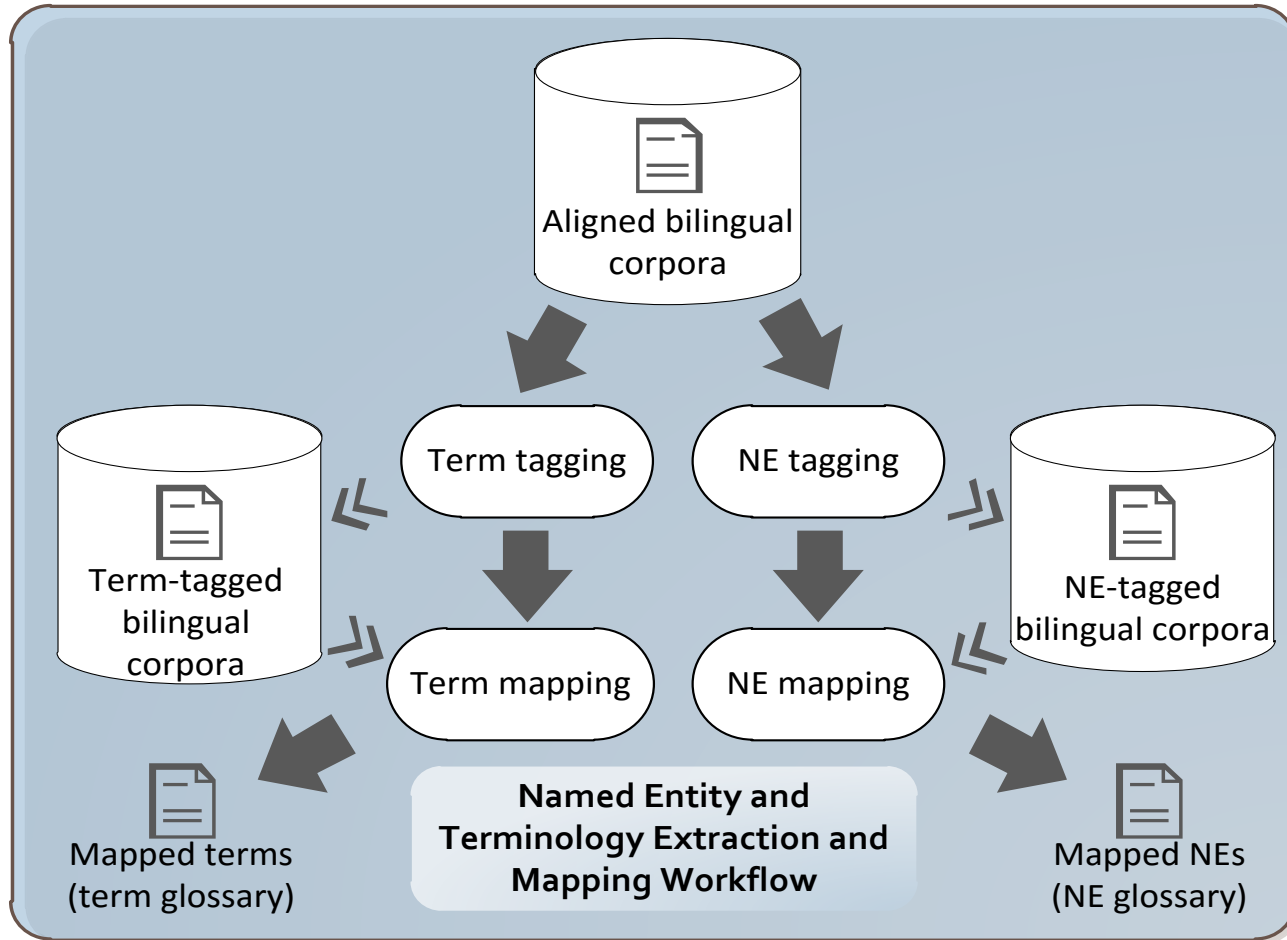 Aligned bilingual
corpora
Term tagging
NE tagging
Term-tagged
bilingual
corpora
NE-tagged
bilingual corpora
Term mapping
NE mapping
Named Entity and
Terminology Extraction and
Mapping Workflow
Mapped terms
(term glossary)
Mapped NEs
(NE glossary)